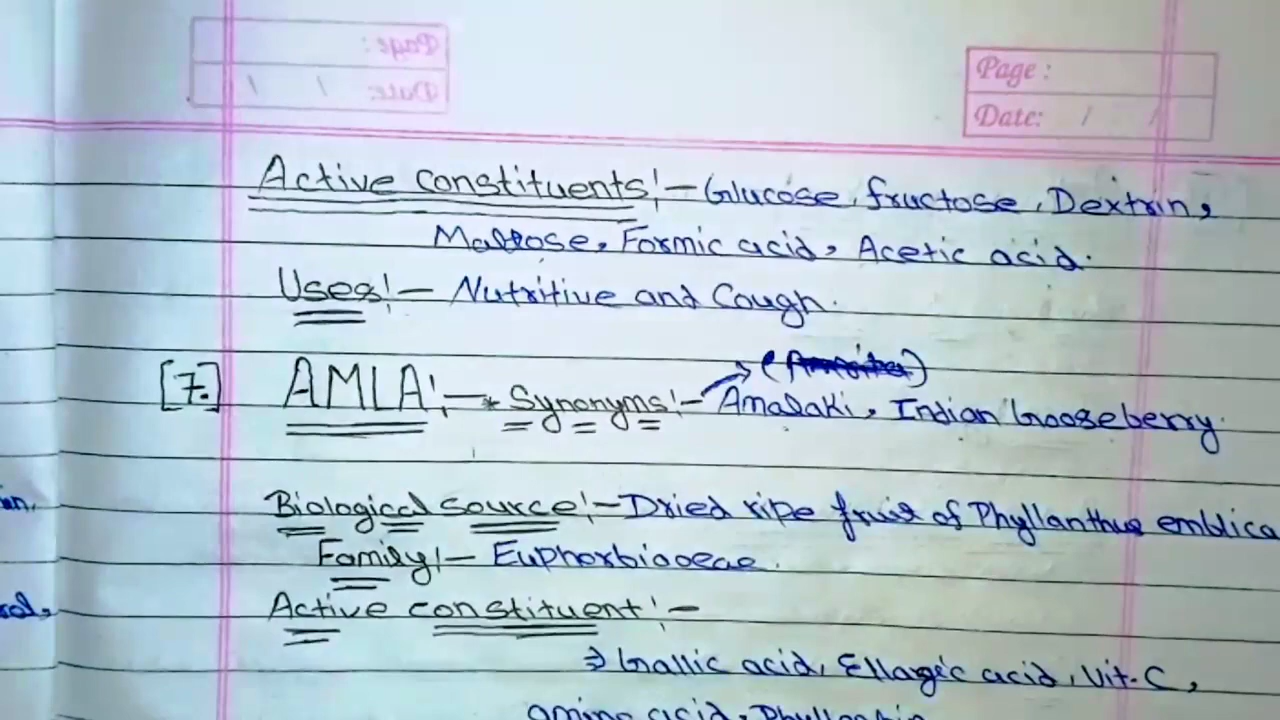 Page :
Date: / /
Active constituents:- Glucose, fructose, Dextrin,
Maltose, Formic acid, Acetic acid.
Uses:- Nutritive and Cough.
[7.] AMLA:- Synonyms:- Amalaki, Indian Gooseberry.
Biological source:- Dried ripe fruit of Phyllanthus emblica
Family:- Euphorbiaceae.
Active constituent:-
⇒ Gallic acid, Ellagic acid, Vit-C,
amino acid,